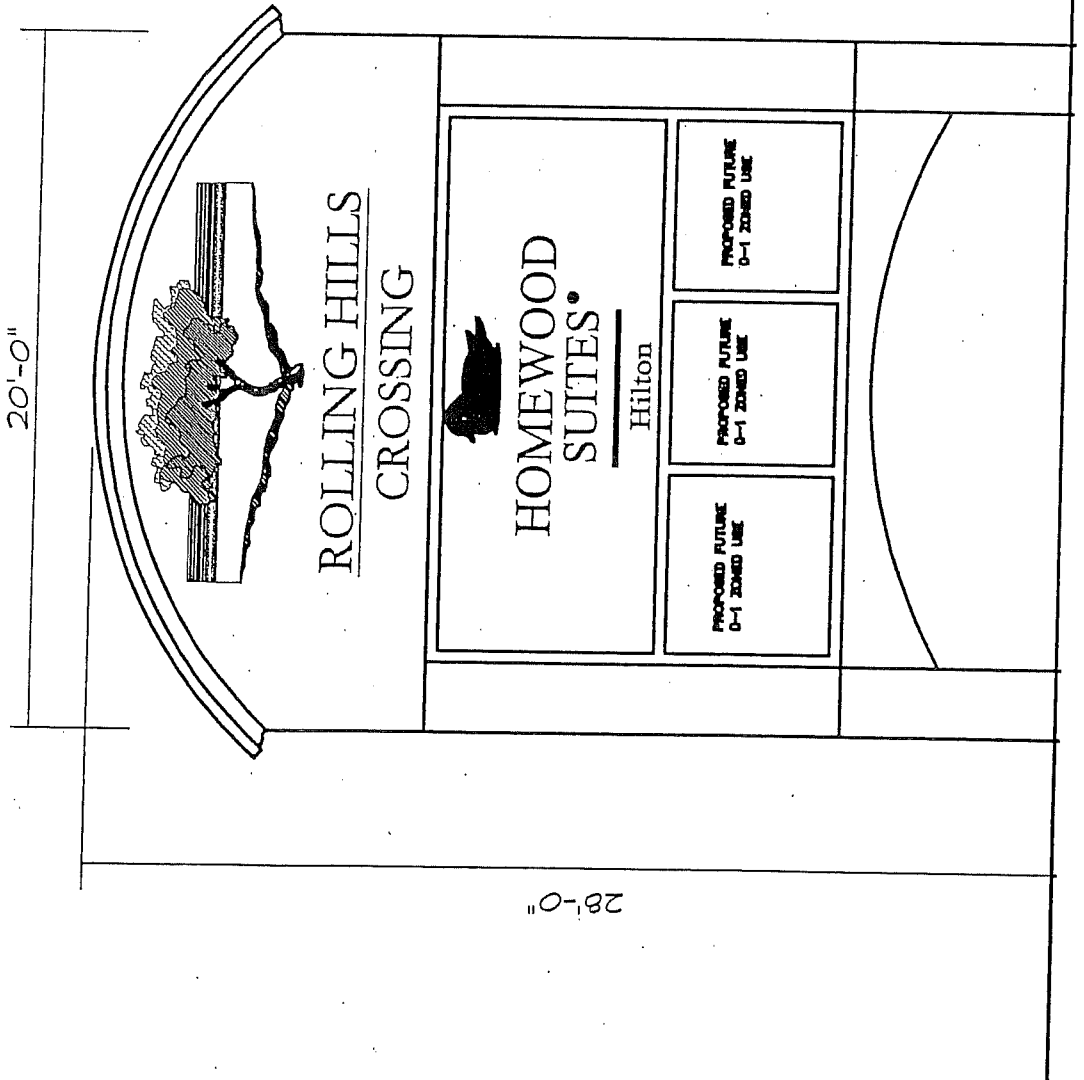 20'-0"
ROLLING HILLS
CROSSING
HOMEWOOD
SUITES®
Hilton
PROPOSED FUTURE
O-1 ZONED USE
PROPOSED FUTURE
O-1 ZONED USE
PROPOSED FUTURE
O-1 ZONED USE
28'-0"